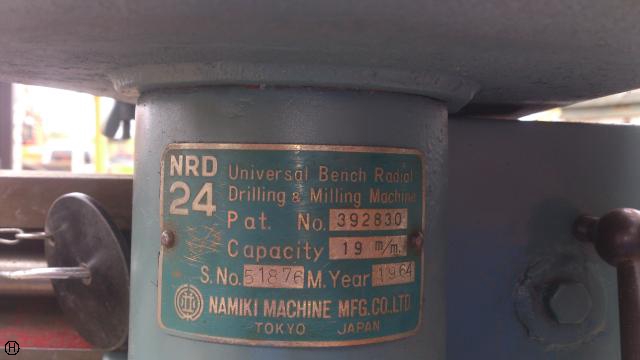 NRD
24
Universal Bench Radial
Drilling & Milling Machine
Pat. No. 392830
Capacity 19 m/m.
S.No. 51876 M.Year 1964
NAMIKI MACHINE MFG.CO.,LTD.
TOKYO JAPAN
H